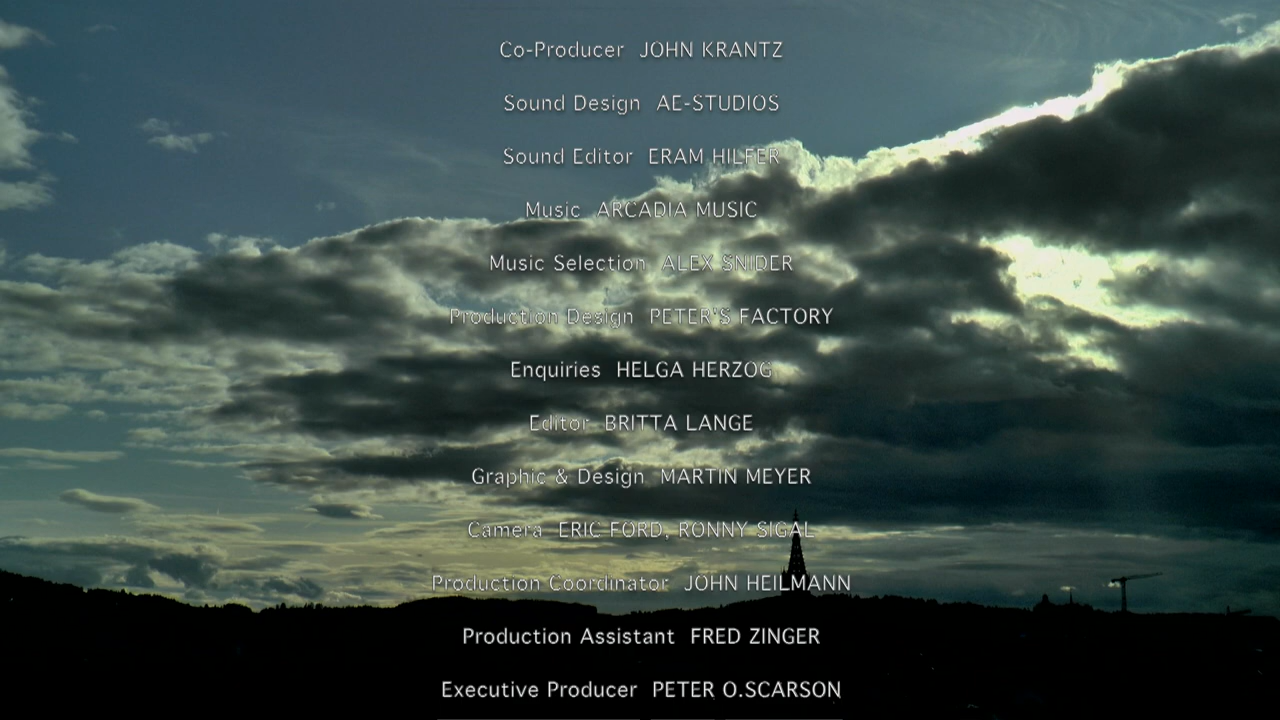 Co-Producer JOHN KRANTZ
Sound Design AE-STUDIOS
Sound Editor ERAM HILFER
Music ARCADIA MUSIC
Music Selection ALEX SNIDER
Production Design PETER'S FACTORY
Enquiries HELGA HERZOG
Editor BRITTA LANGE
Graphic & Design MARTIN MEYER
Camera ERIC FORD, RONNY SIGAL
Production Coordinator JOHN HEILMANN
Production Assistant FRED ZINGER
Executive Producer PETER O.SCARSON